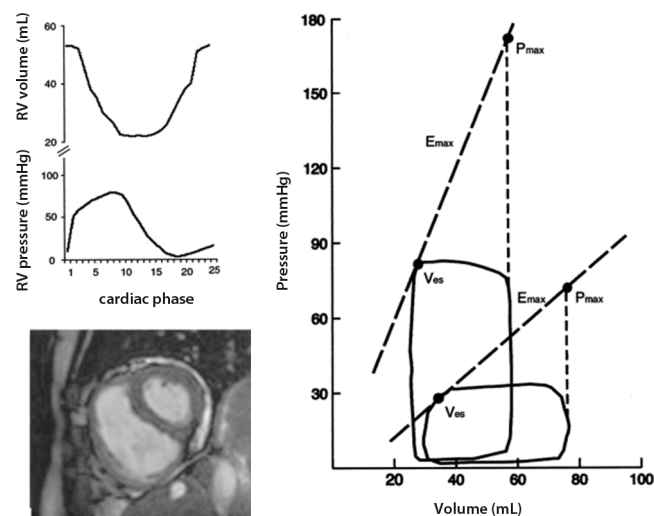 RV volume (mL)
60
40
20
RV pressure (mmHg)
100
50
0
1 5 10 15 20 25
cardiac phase
Pressure (mmHg)
180
150
120
90
60
30
20 40 60 80 100
Volume (mL)
Pmax
Emax
Ves
Emax
Pmax
Ves